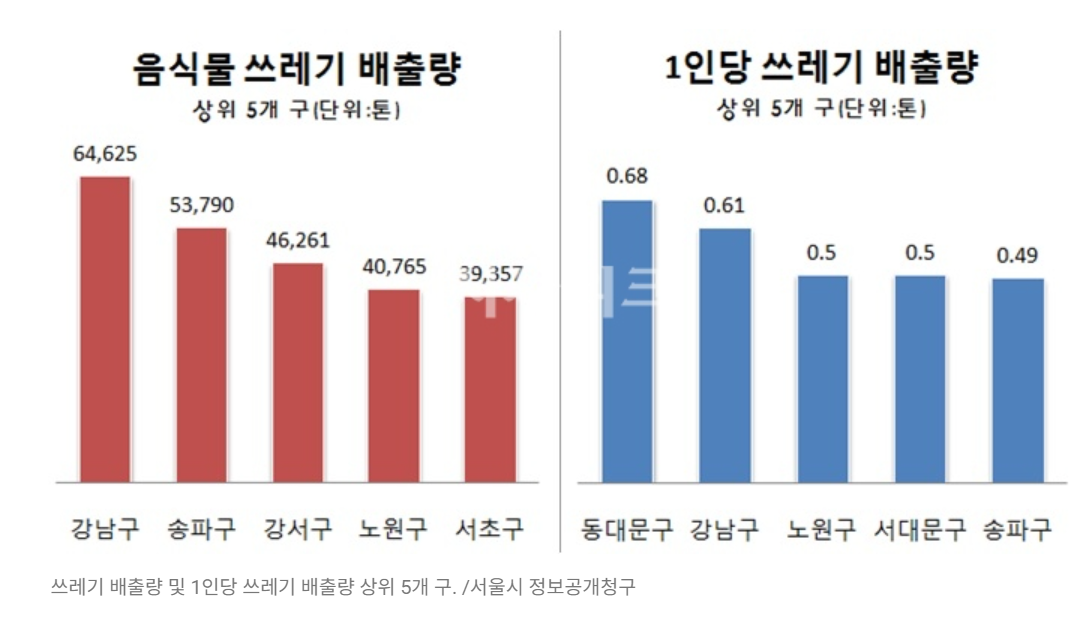 음식물 쓰레기 배출량
상위 5개 구(단위:톤)
64,625
53,790
46,261
40,765
39,357
강남구 송파구 강서구 노원구 서초구
1인당 쓰레기 배출량
상위 5개 구(단위:톤)
0.68
0.61
0.5
0.5
0.49
동대문구 강남구 노원구 서대문구 송파구
쓰레기 배출량 및 1인당 쓰레기 배출량 상위 5개 구. /서울시 정보공개청구